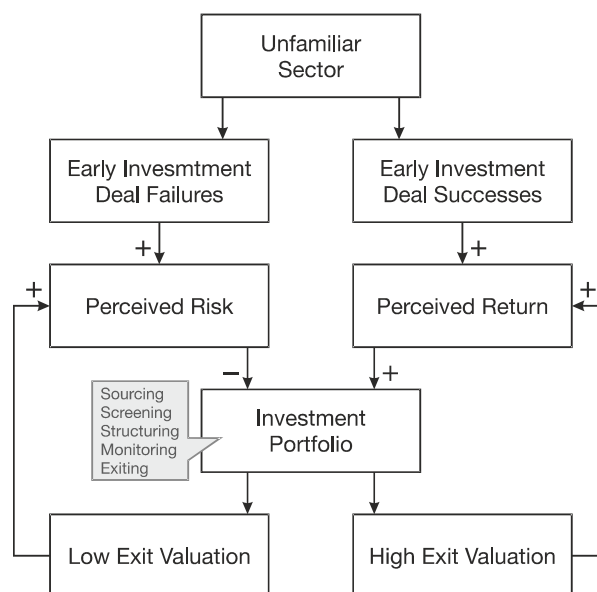 Unfamiliar
Sector
Early Invesmtment
Deal Failures
Early Investment
Deal Successes
+
+
+
Perceived Risk
Perceived Return
+
–
+
Sourcing
Screening
Structuring
Monitoring
Exiting
Investment
Portfolio
Low Exit Valuation
High Exit Valuation